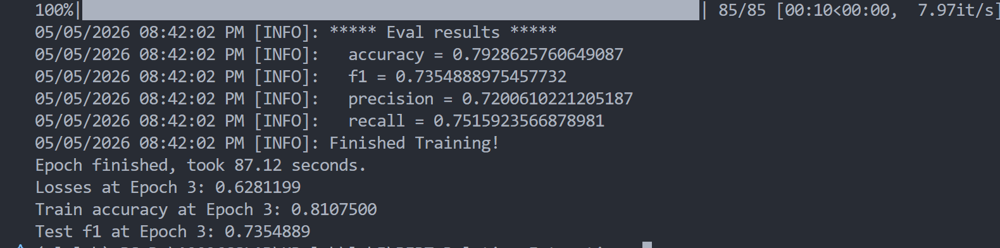 100%| | 85/85 [00:10<00:00,  7.97it/s]
05/05/2026 08:42:02 PM [INFO]: ***** Eval results *****
05/05/2026 08:42:02 PM [INFO]:   accuracy = 0.7928625760649087
05/05/2026 08:42:02 PM [INFO]:   f1 = 0.7354888975457732
05/05/2026 08:42:02 PM [INFO]:   precision = 0.7200610221205187
05/05/2026 08:42:02 PM [INFO]:   recall = 0.7515923566878981
05/05/2026 08:42:02 PM [INFO]: Finished Training!
Epoch finished, took 87.12 seconds.
Losses at Epoch 3: 0.6281199
Train accuracy at Epoch 3: 0.8107500
Test f1 at Epoch 3: 0.7354889